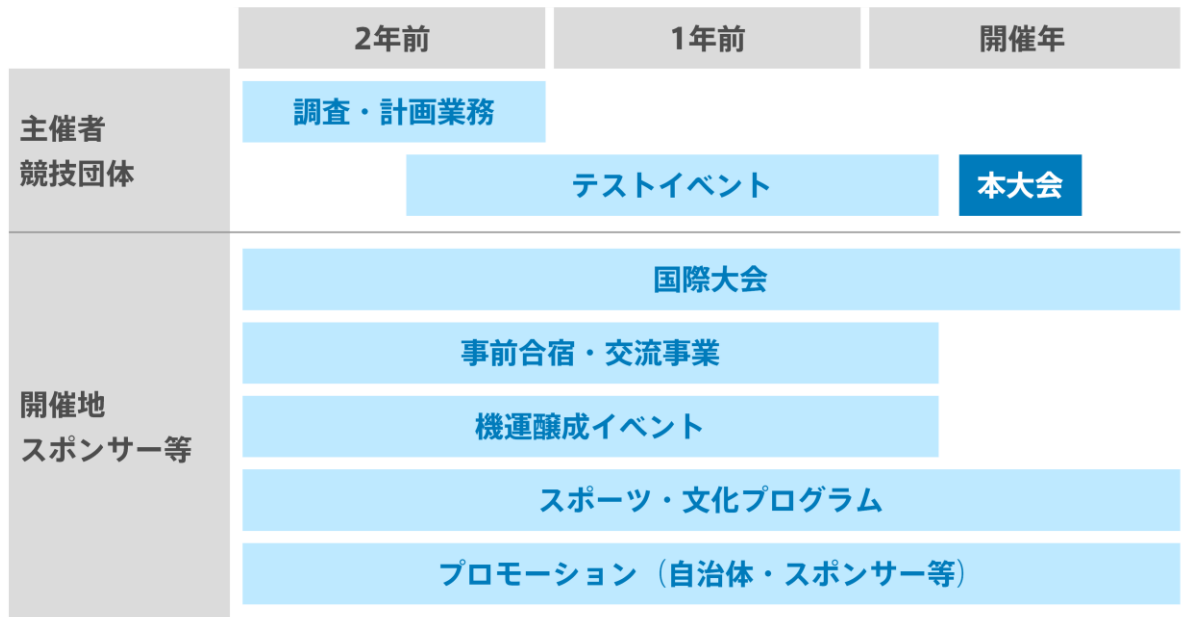 2年前
1年前
開催年
主催者
競技団体
調査・計画業務
テストイベント
本大会
開催地
スポンサー等
国際大会
事前合宿・交流事業
機運醸成イベント
スポーツ・文化プログラム
プロモーション（自治体・スポンサー等）